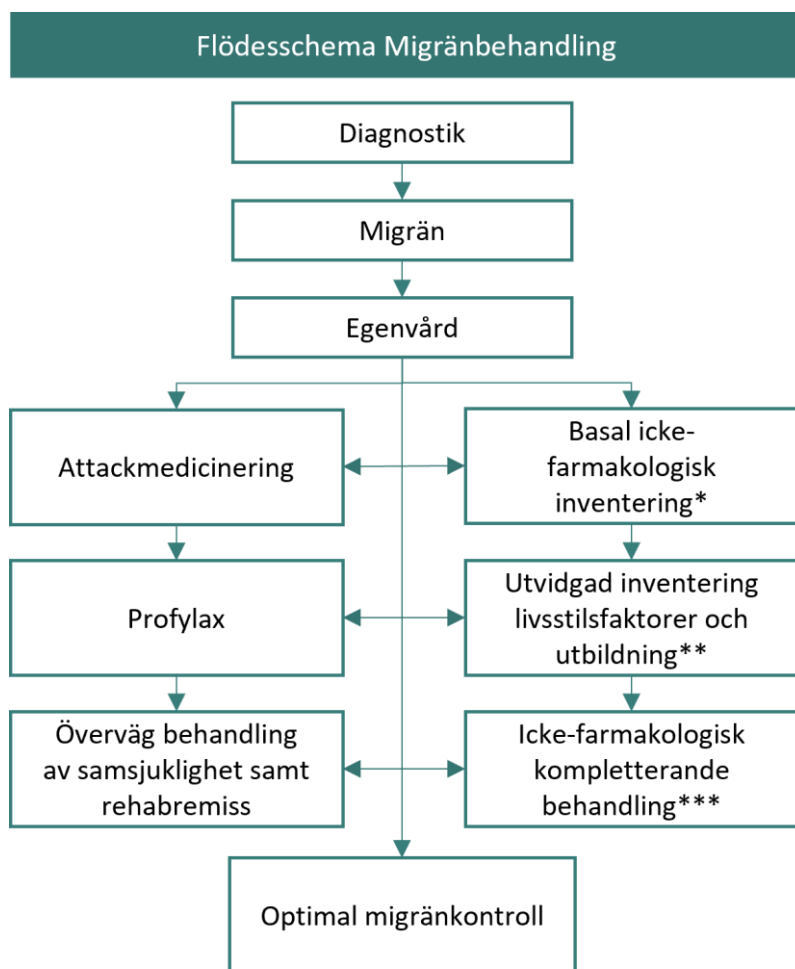 Flödesschema Migränbehandling
Diagnostik
Migrän
Egenvård
Attackmedicinering
Basal icke-
farmakologisk
inventering*
Profylax
Utvidgad inventering
livsstilsfaktorer och
utbildning**
Överväg behandling
av samsjuklighet samt
rehabremiss
Icke-farmakologisk
kompletterande
behandling***
Optimal migränkontroll